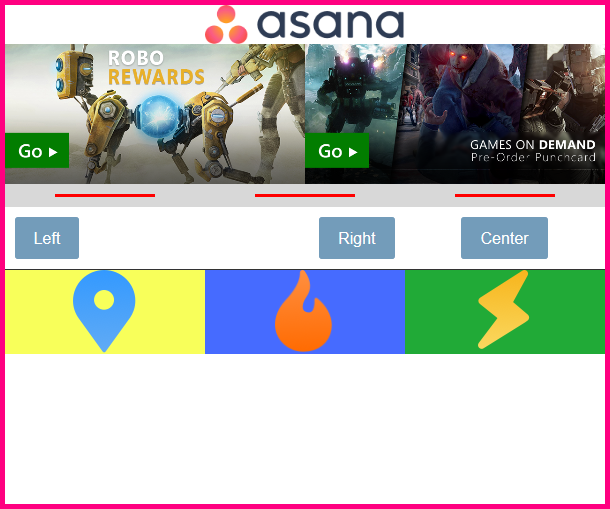 asana
ROBO
REWARDS
Go
Go
GAMES ON DEMAND
Pre-Order Punchcard
Left
Right
Center